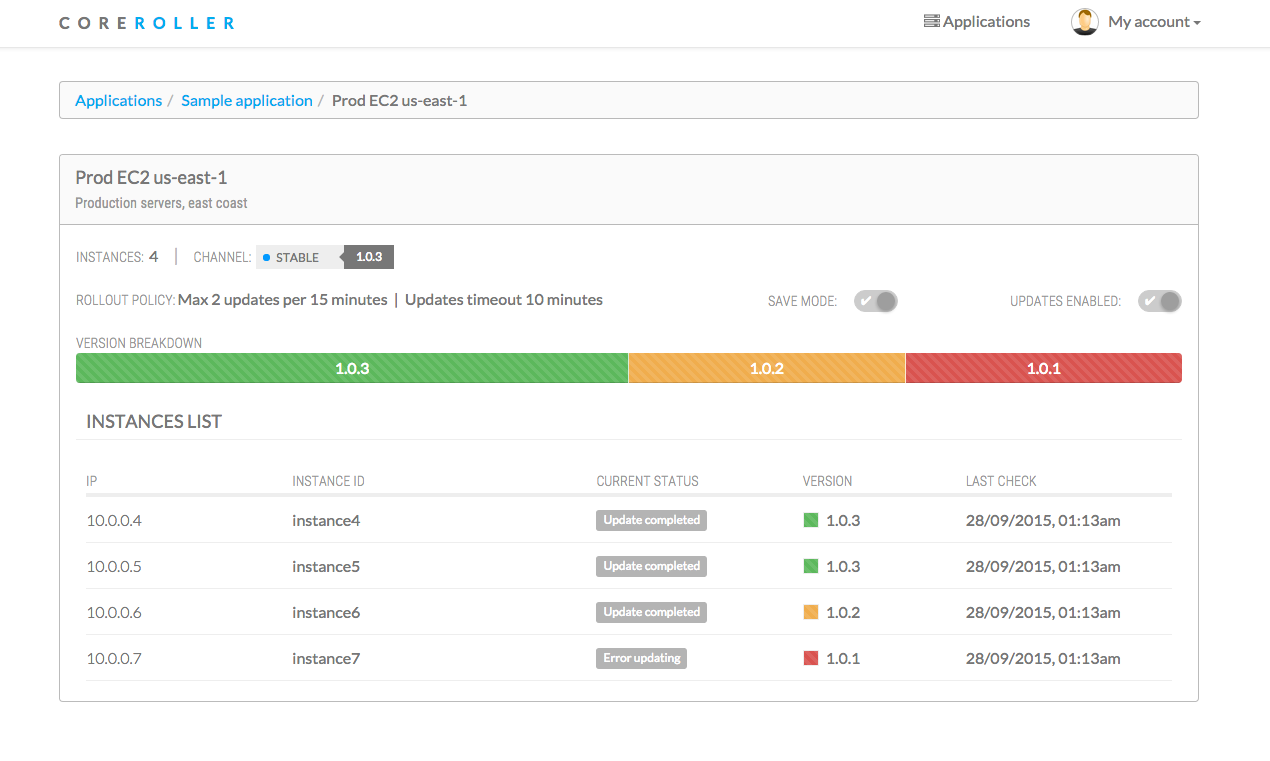 COREROLLER Applications My account
Applications / Sample application / Prod EC2 us-east-1
Prod EC2 us-east-1
Production servers, east coast
INSTANCES: 4 | CHANNEL: STABLE 1.0.3
ROLLOUT POLICY: Max 2 updates per 15 minutes | Updates timeout 10 minutes SAVE MODE: UPDATES ENABLED:
VERSION BREAKDOWN
1.0.3 1.0.2 1.0.1
INSTANCES LIST
IP INSTANCE ID CURRENT STATUS VERSION LAST CHECK
10.0.0.4 instance4 Update completed 1.0.3 28/09/2015, 01:13am
10.0.0.5 instance5 Update completed 1.0.3 28/09/2015, 01:13am
10.0.0.6 instance6 Update completed 1.0.2 28/09/2015, 01:13am
10.0.0.7 instance7 Error updating 1.0.1 28/09/2015, 01:13am